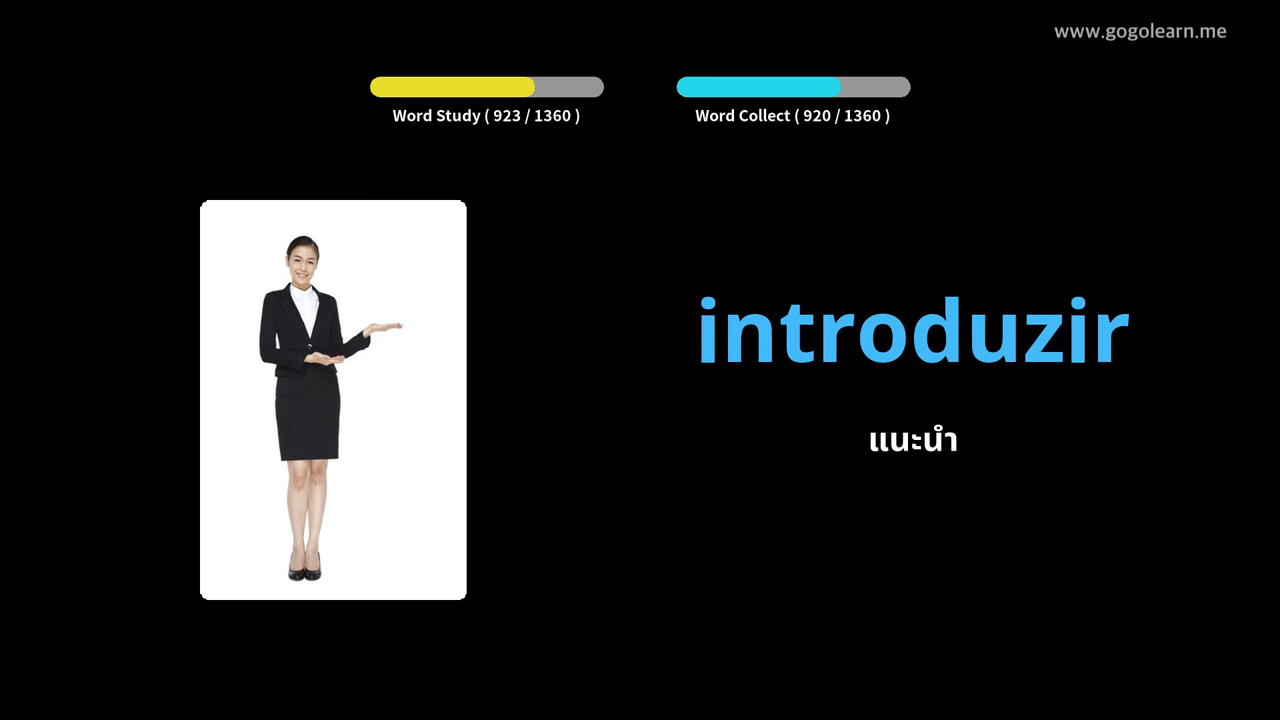 www.gogolearn.me
Word Study ( 923 / 1360 )
Word Collect ( 920 / 1360 )
introduzir
แนะนำ